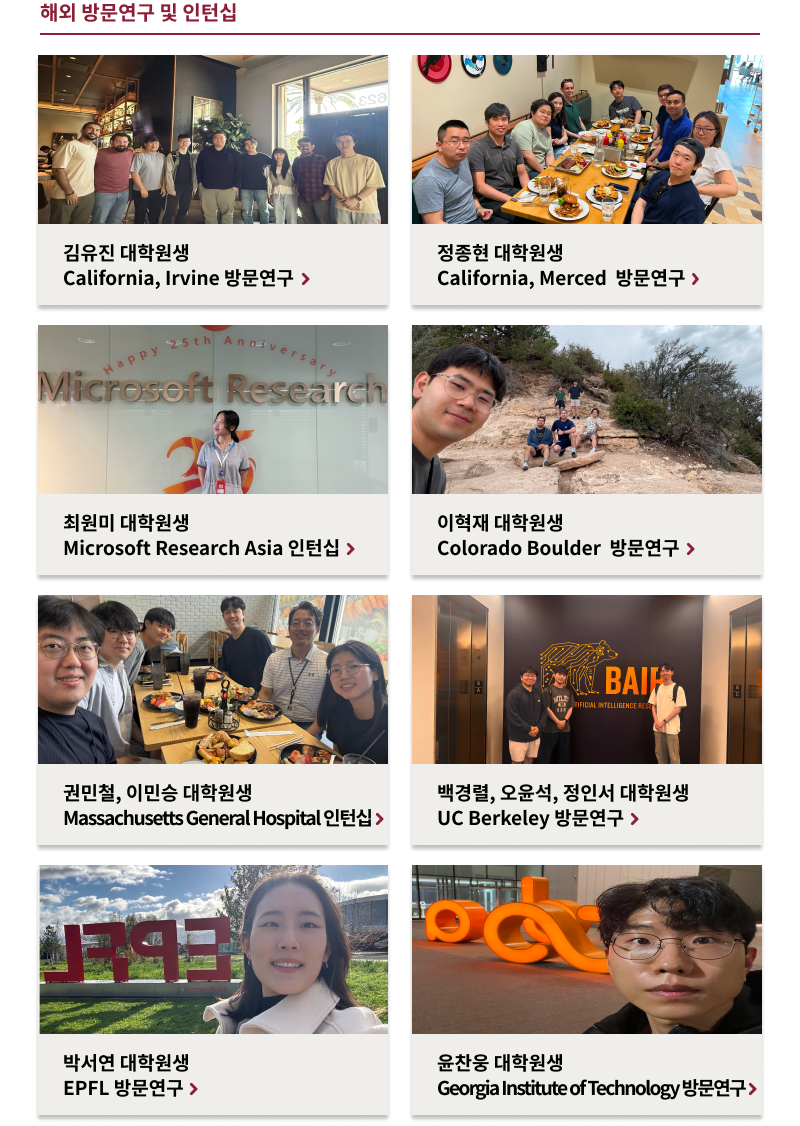 해외 방문연구 및 인턴십
김유진 대학원생
California, Irvine 방문연구
정종현 대학원생
California, Merced 방문연구
Happy 25th Anniversary
Microsoft Research
25
최원미 대학원생
Microsoft Research Asia 인턴십
이혁재 대학원생
Colorado Boulder 방문연구
권민철, 이민승 대학원생
Massachusetts General Hospital 인턴십
BAIR
백경렬, 오윤석, 정인서 대학원생
UC Berkeley 방문연구
EPFL
박서연 대학원생
EPFL 방문연구
윤찬웅 대학원생
Georgia Institute of Technology 방문연구